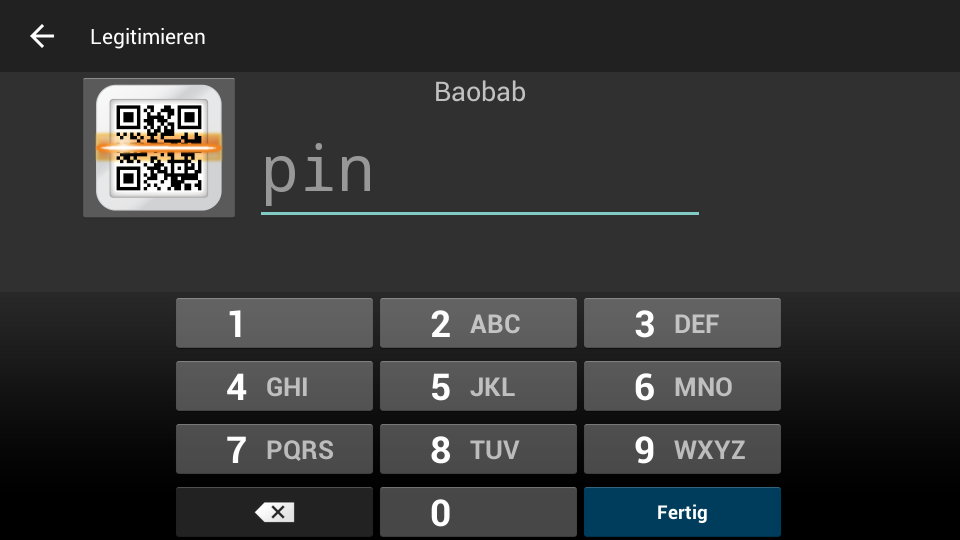 Legitimieren
Baobab
pin
1
2 ABC
3 DEF
4 GHI
5 JKL
6 MNO
7 PQRS
8 TUV
9 WXYZ
0
Fertig